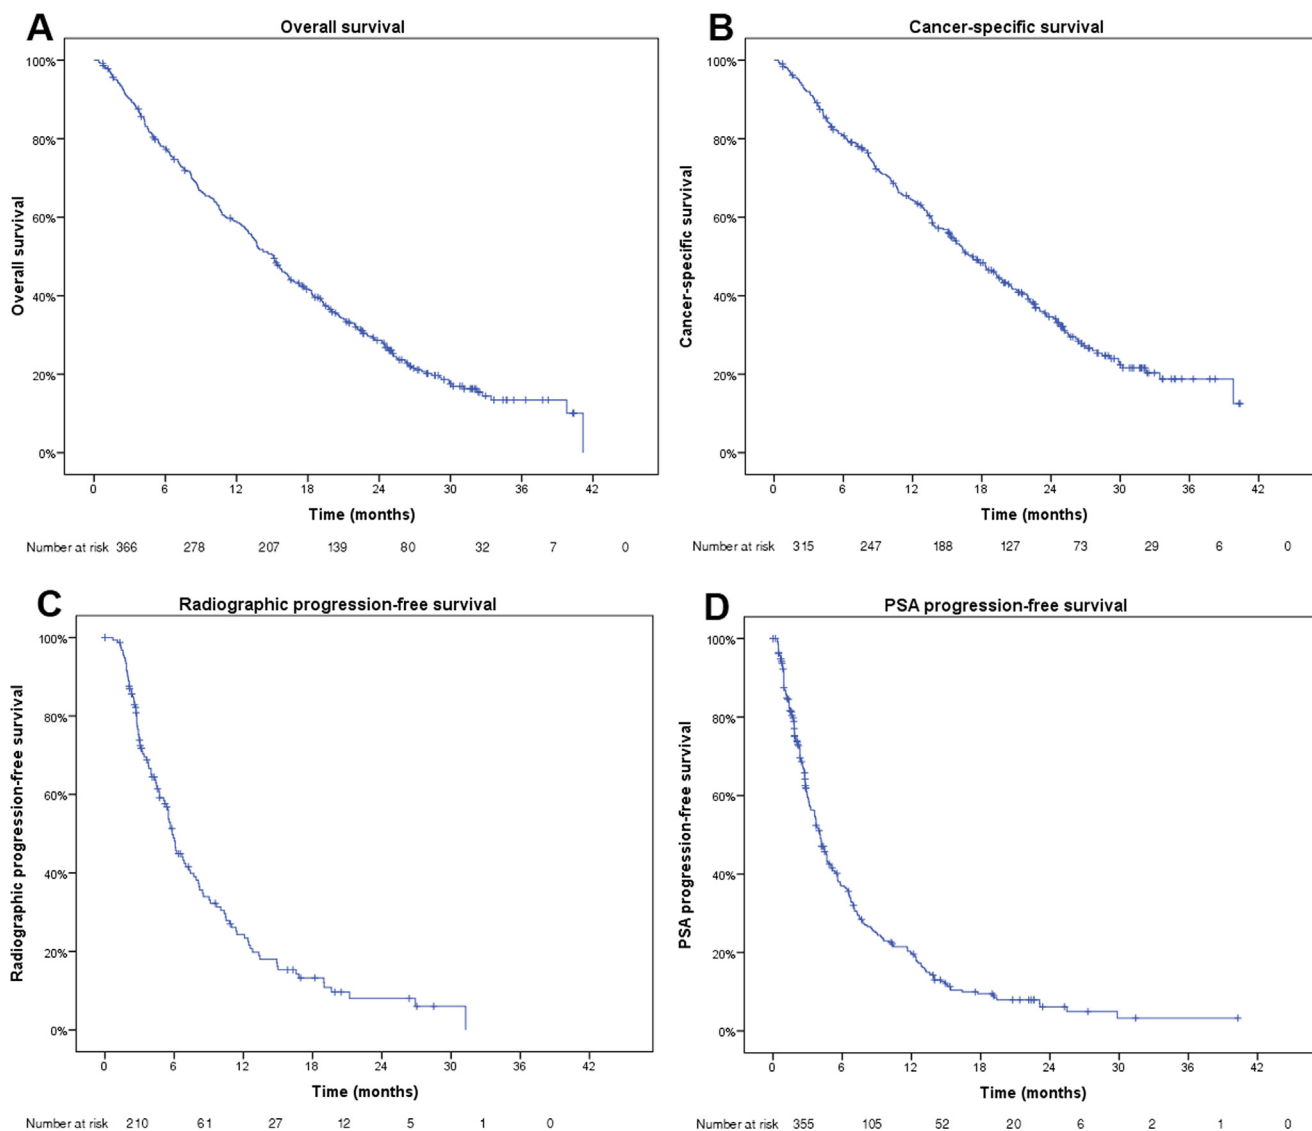 A
Overall survival
Overall survival
100%
80%
60%
40%
20%
0%
0 6 12 18 24 30 36 42
Time (months)
Number at risk 366 278 207 139 80 32 7 0
B
Cancer-specific survival
Cancer-specific survival
100%
80%
60%
40%
20%
0%
0 6 12 18 24 30 36 42
Time (months)
Number at risk 315 247 188 127 73 29 6 0
C
Radiographic progression-free survival
Radiographic progression-free survival
100%
80%
60%
40%
20%
0%
0 6 12 18 24 30 36 42
Time (months)
Number at risk 210 61 27 12 5 1 0
D
PSA progression-free survival
PSA progression-free survival
100%
80%
60%
40%
20%
0%
0 6 12 18 24 30 36 42
Time (months)
Number at risk 355 105 52 20 6 2 1 0